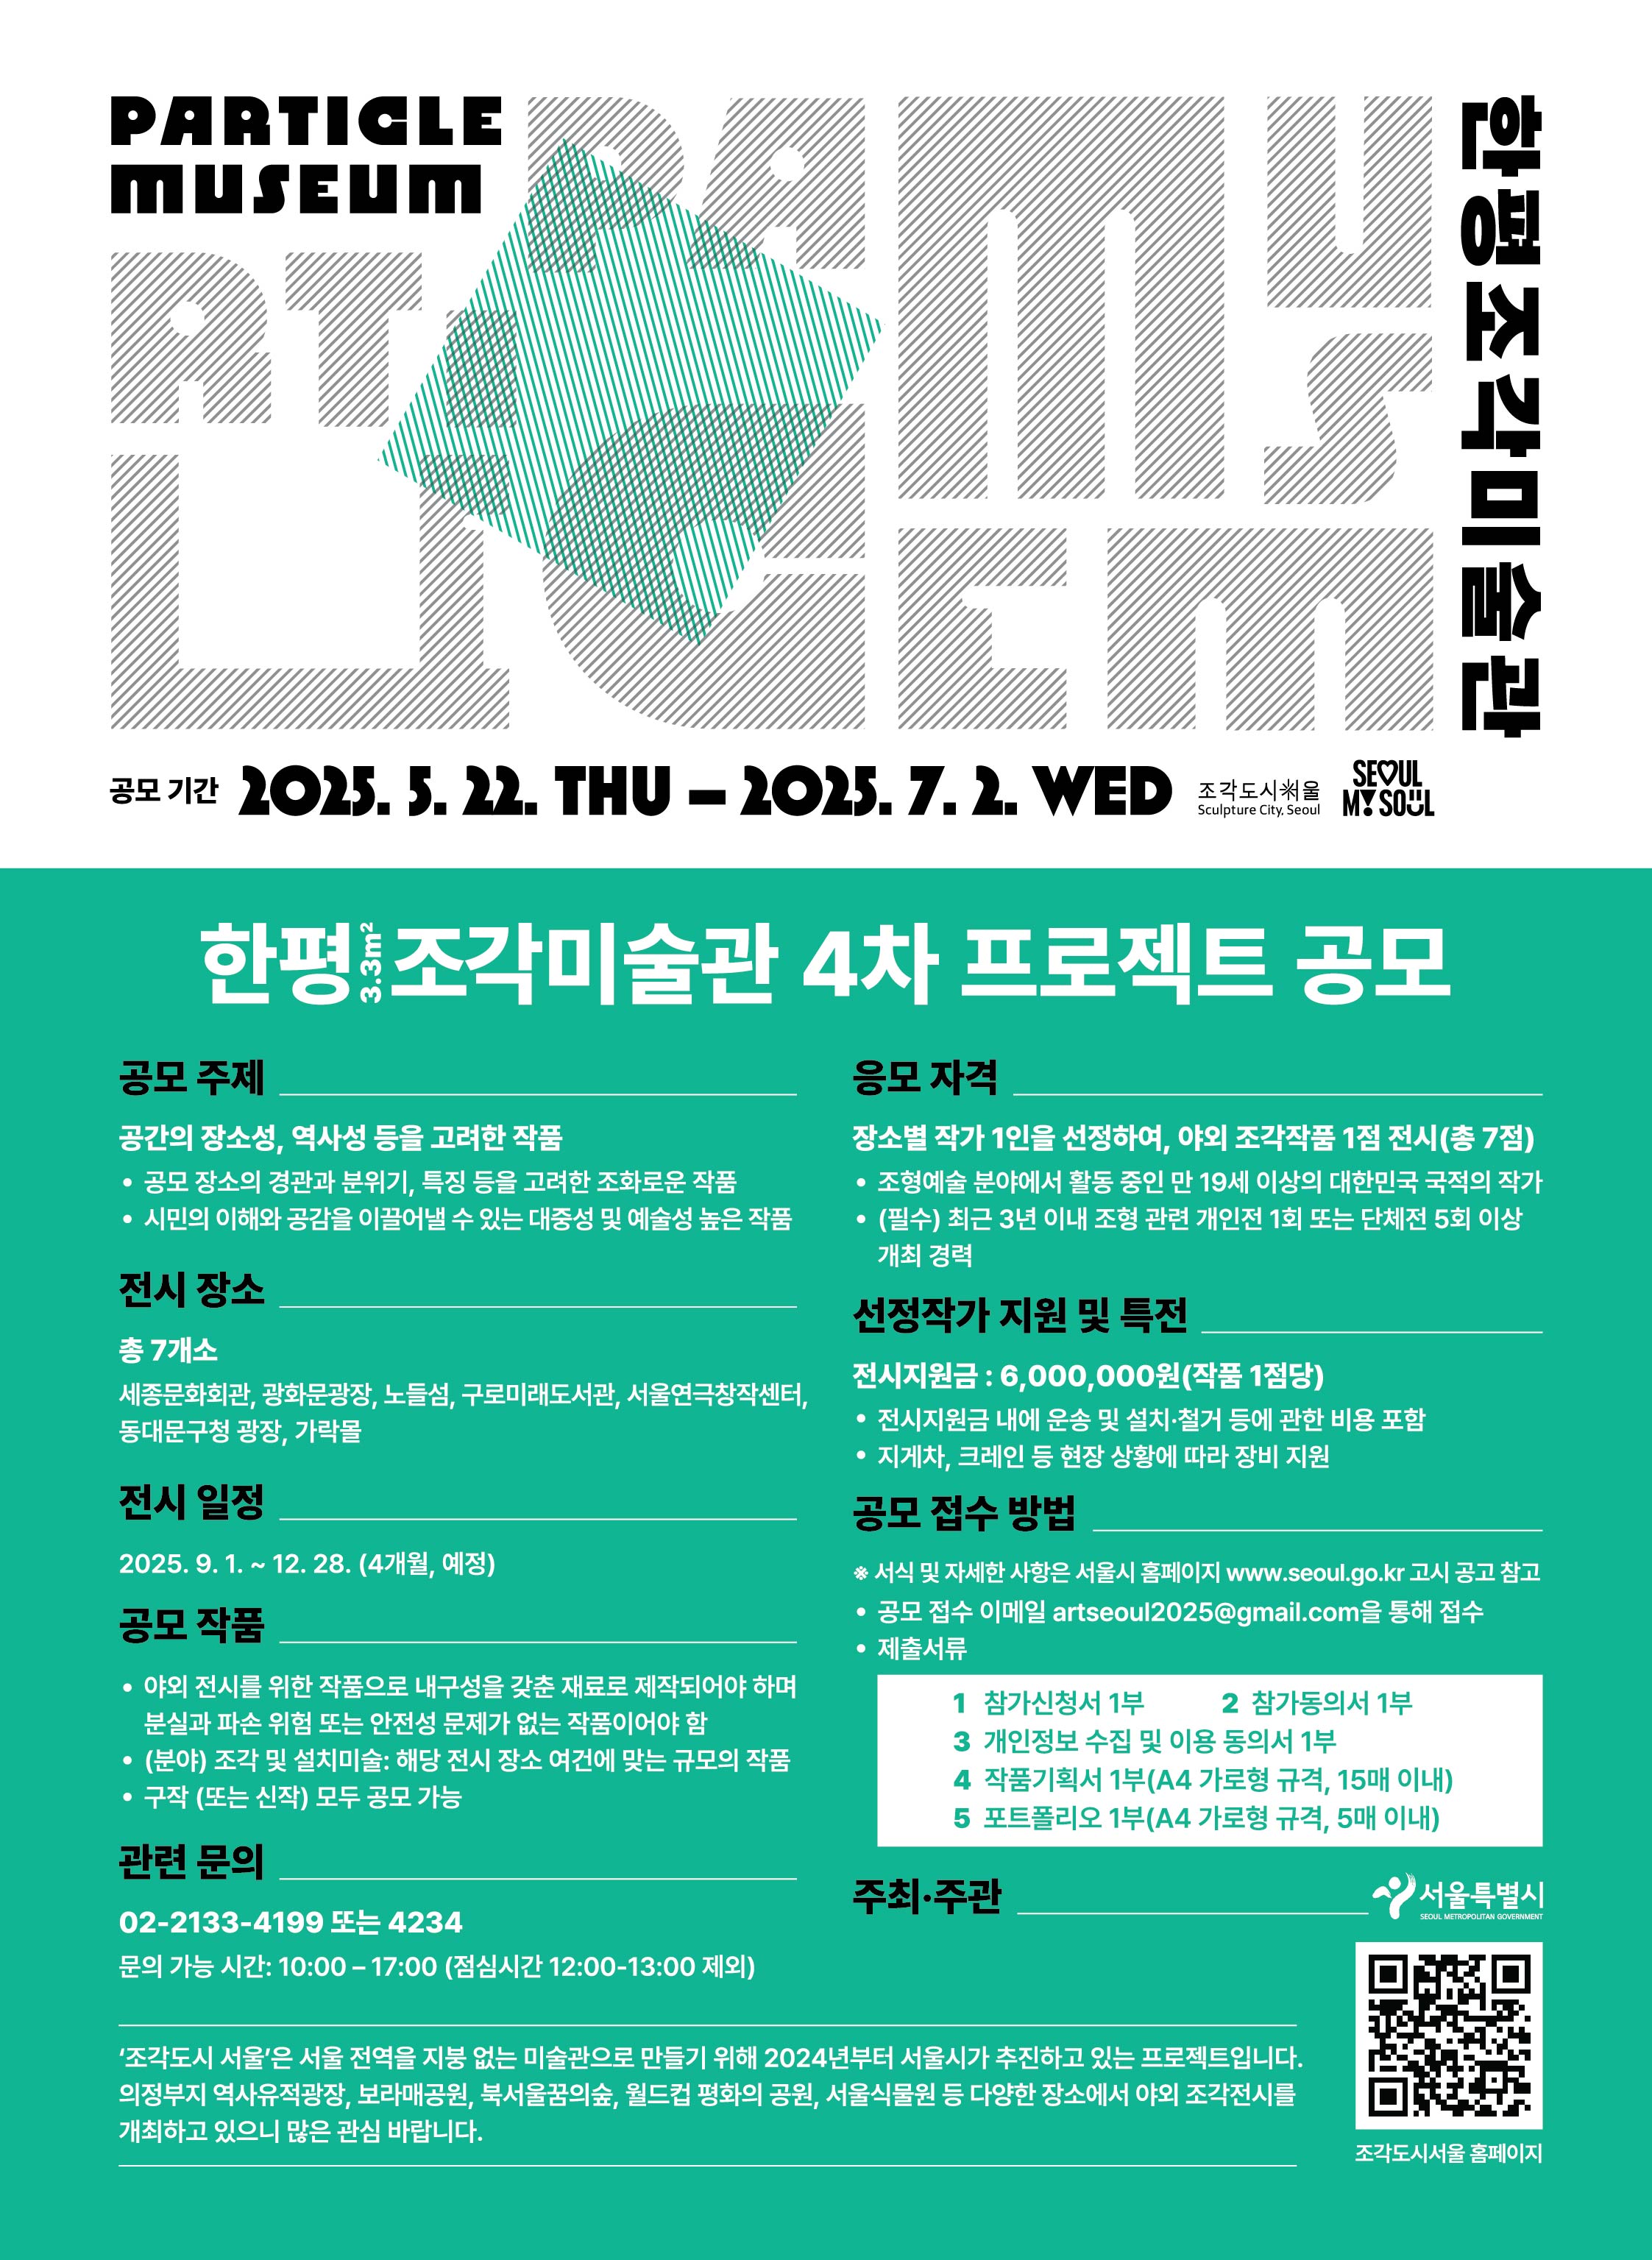 PARTICLE
MUSEUM
PA
RTI
LC
MU
S
EM
한평조각미술관
공모 기간 2025. 5. 22. THU – 2025. 7. 2. WED
조각도시서울
Sculpture City, Seoul
SEOUL
MY SOUL
한평3.3m²조각미술관 4차 프로젝트 공모
공모 주제
공간의 장소성, 역사성 등을 고려한 작품
• 공모 장소의 경관과 분위기, 특징 등을 고려한 조화로운 작품
• 시민의 이해와 공감을 이끌어낼 수 있는 대중성 및 예술성 높은 작품
전시 장소
총 7개소
세종문화회관, 광화문광장, 노들섬, 구로미래도서관, 서울연극창작센터,
동대문구청 광장, 가락몰
전시 일정
2025. 9. 1. ~ 12. 28. (4개월, 예정)
공모 작품
• 야외 전시를 위한 작품으로 내구성을 갖춘 재료로 제작되어야 하며
분실과 파손 위험 또는 안전성 문제가 없는 작품이어야 함
• (분야) 조각 및 설치미술: 해당 전시 장소 여건에 맞는 규모의 작품
• 구작 (또는 신작) 모두 공모 가능
관련 문의
02-2133-4199 또는 4234
문의 가능 시간: 10:00 – 17:00 (점심시간 12:00-13:00 제외)
응모 자격
장소별 작가 1인을 선정하여, 야외 조각작품 1점 전시(총 7점)
• 조형예술 분야에서 활동 중인 만 19세 이상의 대한민국 국적의 작가
• (필수) 최근 3년 이내 조형 관련 개인전 1회 또는 단체전 5회 이상
개최 경력
선정작가 지원 및 특전
전시지원금 : 6,000,000원(작품 1점당)
• 전시지원금 내에 운송 및 설치·철거 등에 관한 비용 포함
• 지게차, 크레인 등 현장 상황에 따라 장비 지원
공모 접수 방법
※ 서식 및 자세한 사항은 서울시 홈페이지 www.seoul.go.kr 고시 공고 참고
• 공모 접수 이메일 artseoul2025@gmail.com을 통해 접수
• 제출서류
1 참가신청서 1부 2 참가동의서 1부
3 개인정보 수집 및 이용 동의서 1부
4 작품기획서 1부(A4 가로형 규격, 15매 이내)
5 포트폴리오 1부(A4 가로형 규격, 5매 이내)
주최·주관
서울특별시
SEOUL METROPOLITAN GOVERNMENT
‘조각도시 서울’은 서울 전역을 지붕 없는 미술관으로 만들기 위해 2024년부터 서울시가 추진하고 있는 프로젝트입니다.
의정부지 역사유적광장, 보라매공원, 북서울꿈의숲, 월드컵 평화의 공원, 서울식물원 등 다양한 장소에서 야외 조각전시를
개최하고 있으니 많은 관심 바랍니다.
조각도시서울 홈페이지